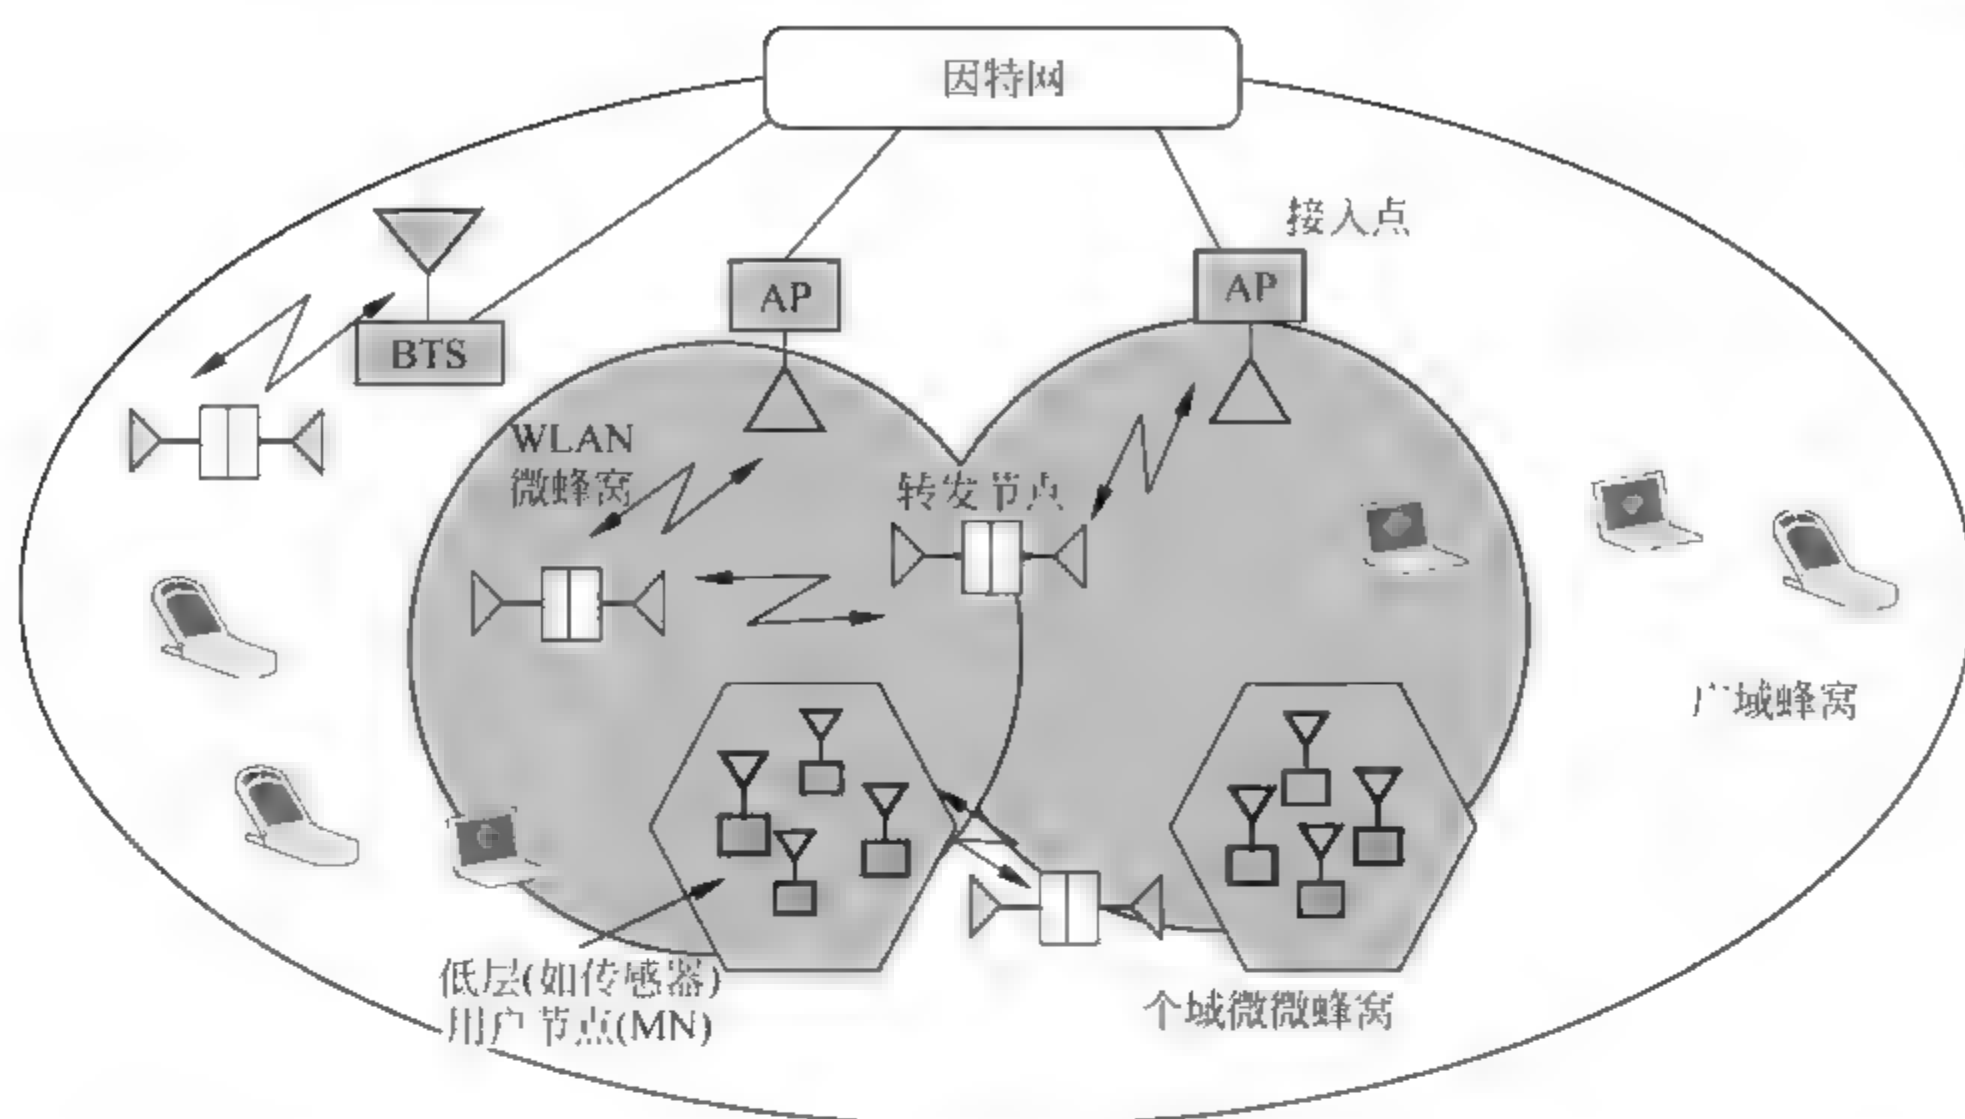 因特网
接入点
AP
AP
BTS
WLAN
微蜂窝
转发节点
广域蜂窝
低层(如传感器)
用户节点(MN)
个域微微蜂窝